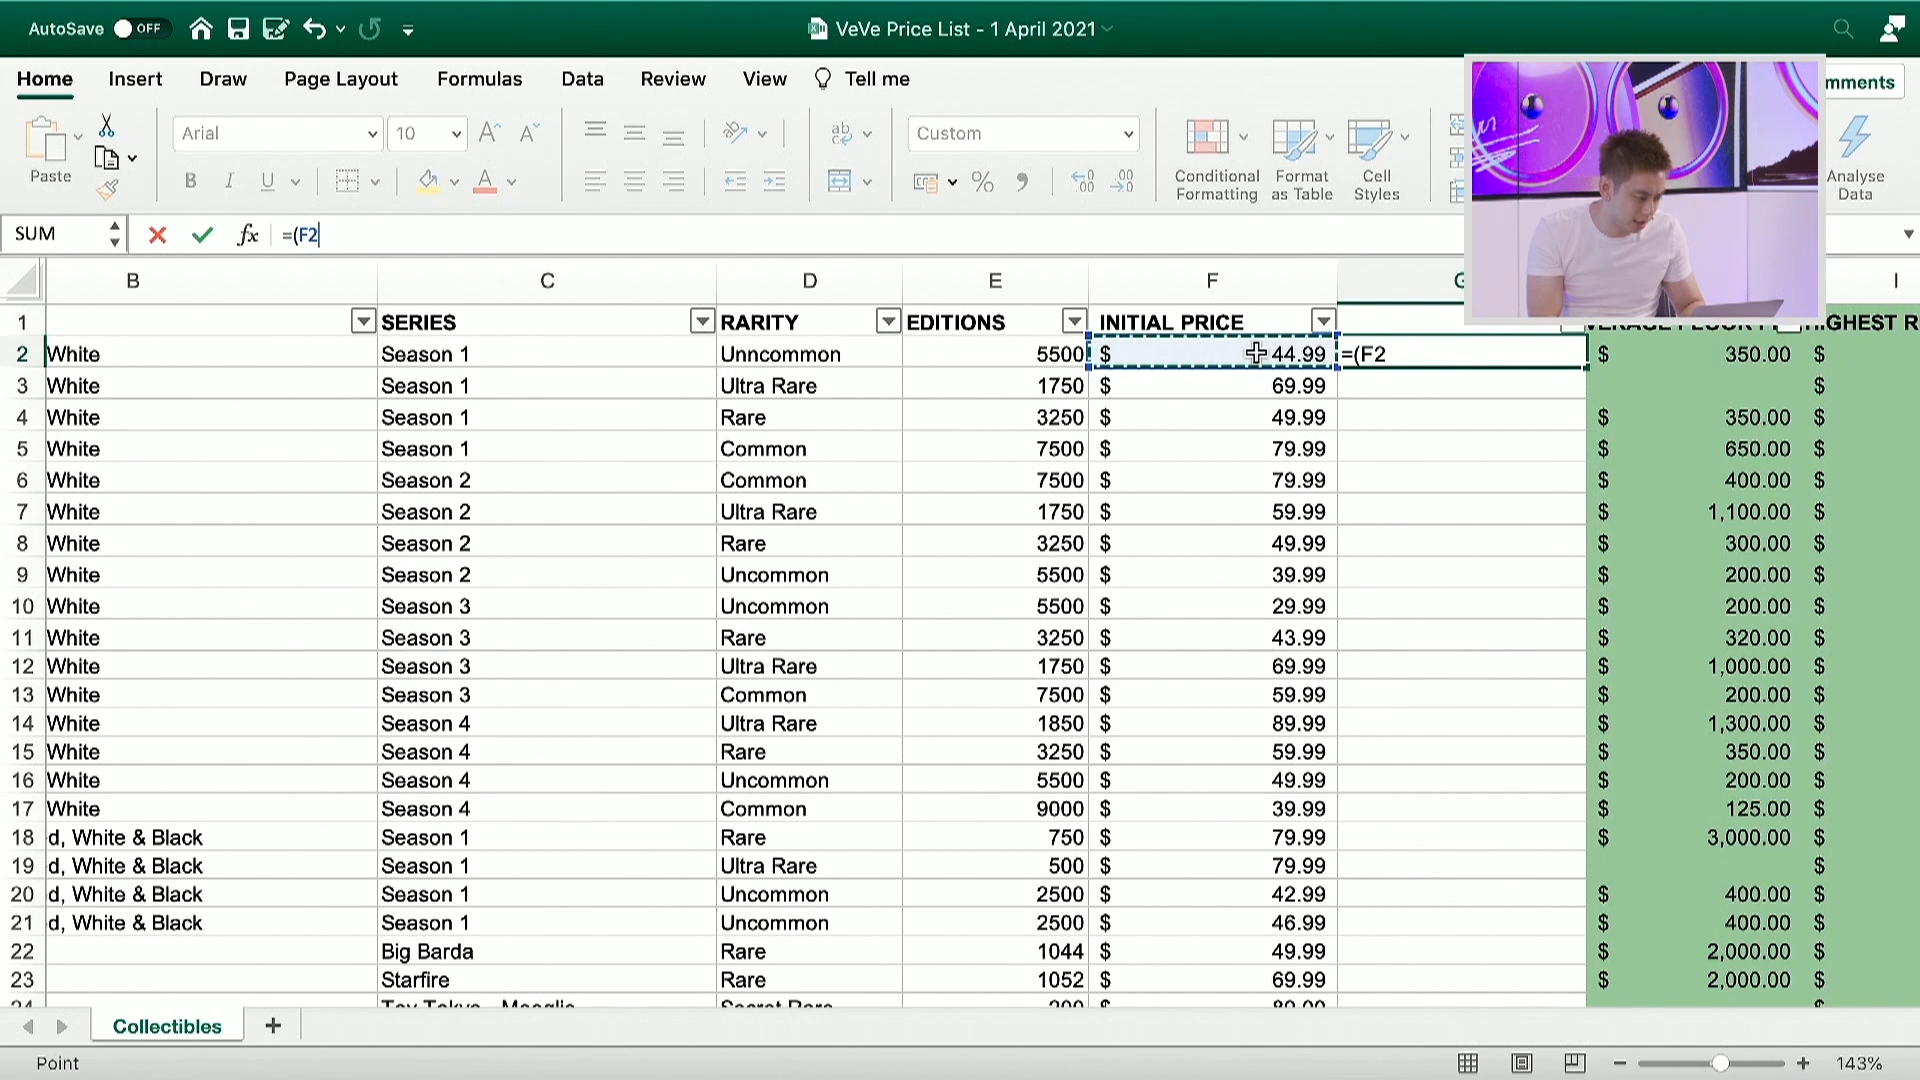 AutoSave OFF VeVe Price List - 1 April 2021
Home Insert Draw Page Layout Formulas Data Review View Tell me mments
Paste Arial 10 Custom Conditional Formatting Format as Table Cell Styles Analyse Data
SUM fx =(F2
B C D E F G I
1 SERIES RARITY EDITIONS INITIAL PRICE
2 White Season 1 Unncommon 5500 $ 44.99 =(F2 $ 350.00 $
3 White Season 1 Ultra Rare 1750 $ 69.99 $
4 White Season 1 Rare 3250 $ 49.99 $ 350.00 $
5 White Season 1 Common 7500 $ 79.99 $ 650.00 $
6 White Season 2 Common 7500 $ 79.99 $ 400.00 $
7 White Season 2 Ultra Rare 1750 $ 59.99 $ 1,100.00 $
8 White Season 2 Rare 3250 $ 49.99 $ 300.00 $
9 White Season 2 Uncommon 5500 $ 39.99 $ 200.00 $
10 White Season 3 Uncommon 5500 $ 29.99 $ 200.00 $
11 White Season 3 Rare 3250 $ 43.99 $ 320.00 $
12 White Season 3 Ultra Rare 1750 $ 69.99 $ 1,000.00 $
13 White Season 3 Common 7500 $ 59.99 $ 200.00 $
14 White Season 4 Ultra Rare 1850 $ 89.99 $ 1,300.00 $
15 White Season 4 Rare 3250 $ 59.99 $ 350.00 $
16 White Season 4 Uncommon 5500 $ 49.99 $ 200.00 $
17 White Season 4 Common 9000 $ 39.99 $ 125.00 $
18 d, White & Black Season 1 Rare 750 $ 79.99 $ 3,000.00 $
19 d, White & Black Season 1 Ultra Rare 500 $ 79.99 $
20 d, White & Black Season 1 Uncommon 2500 $ 42.99 $ 400.00 $
21 d, White & Black Season 1 Uncommon 2500 $ 46.99 $ 400.00 $
22 Big Barda Rare 1044 $ 49.99 $ 2,000.00 $
23 Starfire Rare 1052 $ 69.99 $ 2,000.00 $
Collectibles
Point 143%